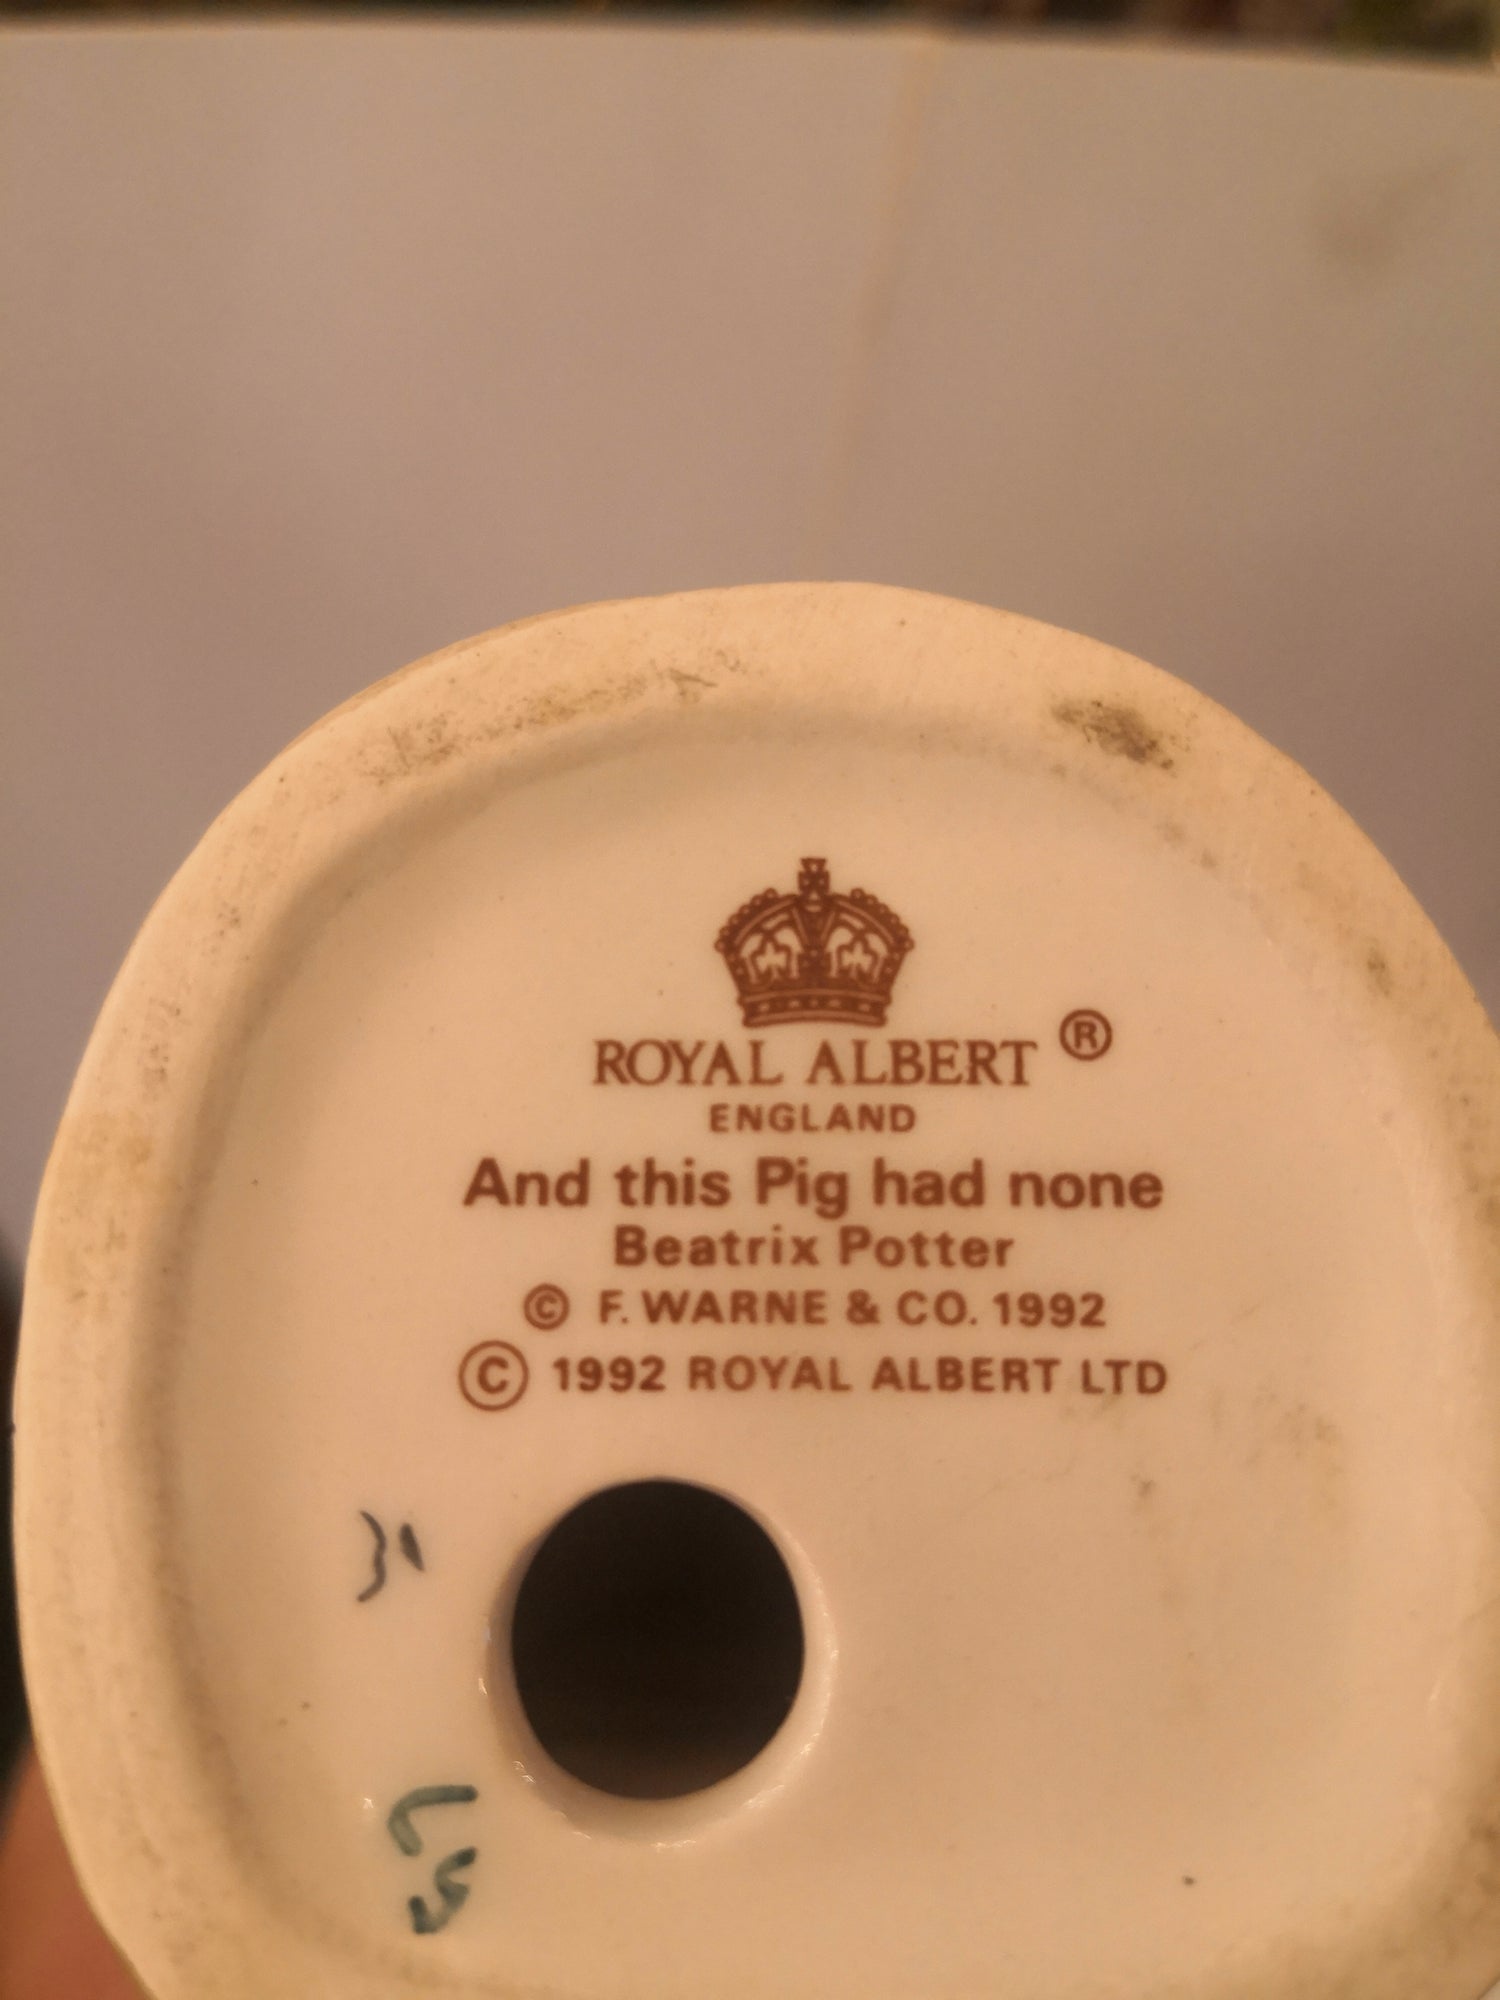 ROYAL ALBERT ®
ENGLAND
And this Pig had none
Beatrix Potter
© F. WARNE & CO. 1992
© 1992 ROYAL ALBERT LTD